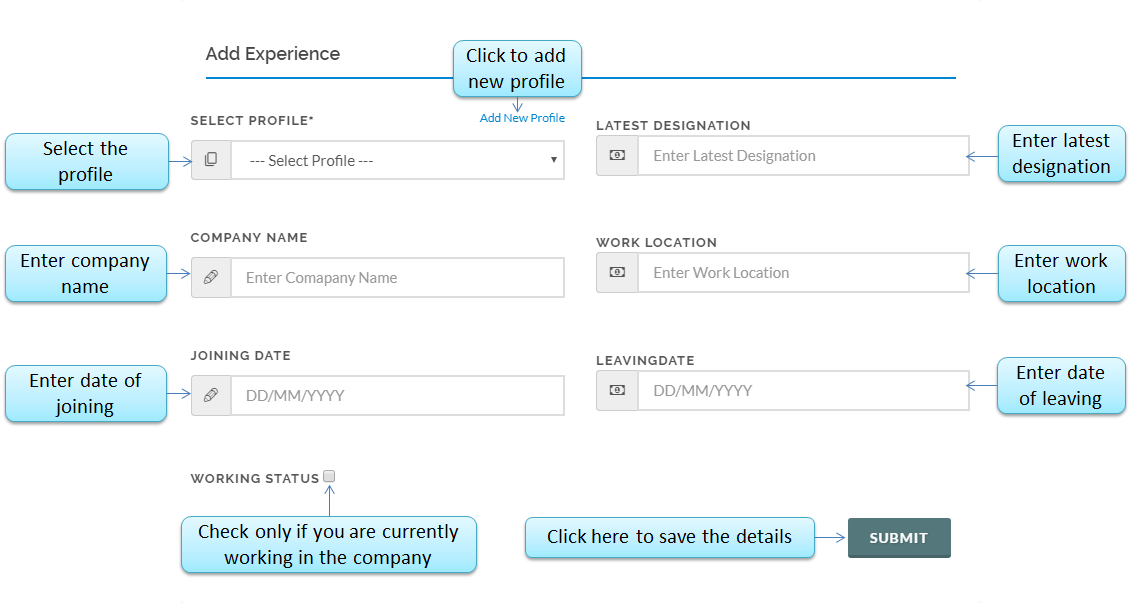 Add Experience
Click to add
new profile
Add New Profile
SELECT PROFILE*
LATEST DESIGNATION
Select the
profile
--- Select Profile ---
Enter Latest Designation
Enter latest
designation
COMPANY NAME
WORK LOCATION
Enter company
name
Enter Comapany Name
Enter Work Location
Enter work
location
JOINING DATE
LEAVINGDATE
Enter date of
joining
DD/MM/YYYY
DD/MM/YYYY
Enter date
of leaving
WORKING STATUS
Check only if you are currently
working in the company
Click here to save the details
SUBMIT